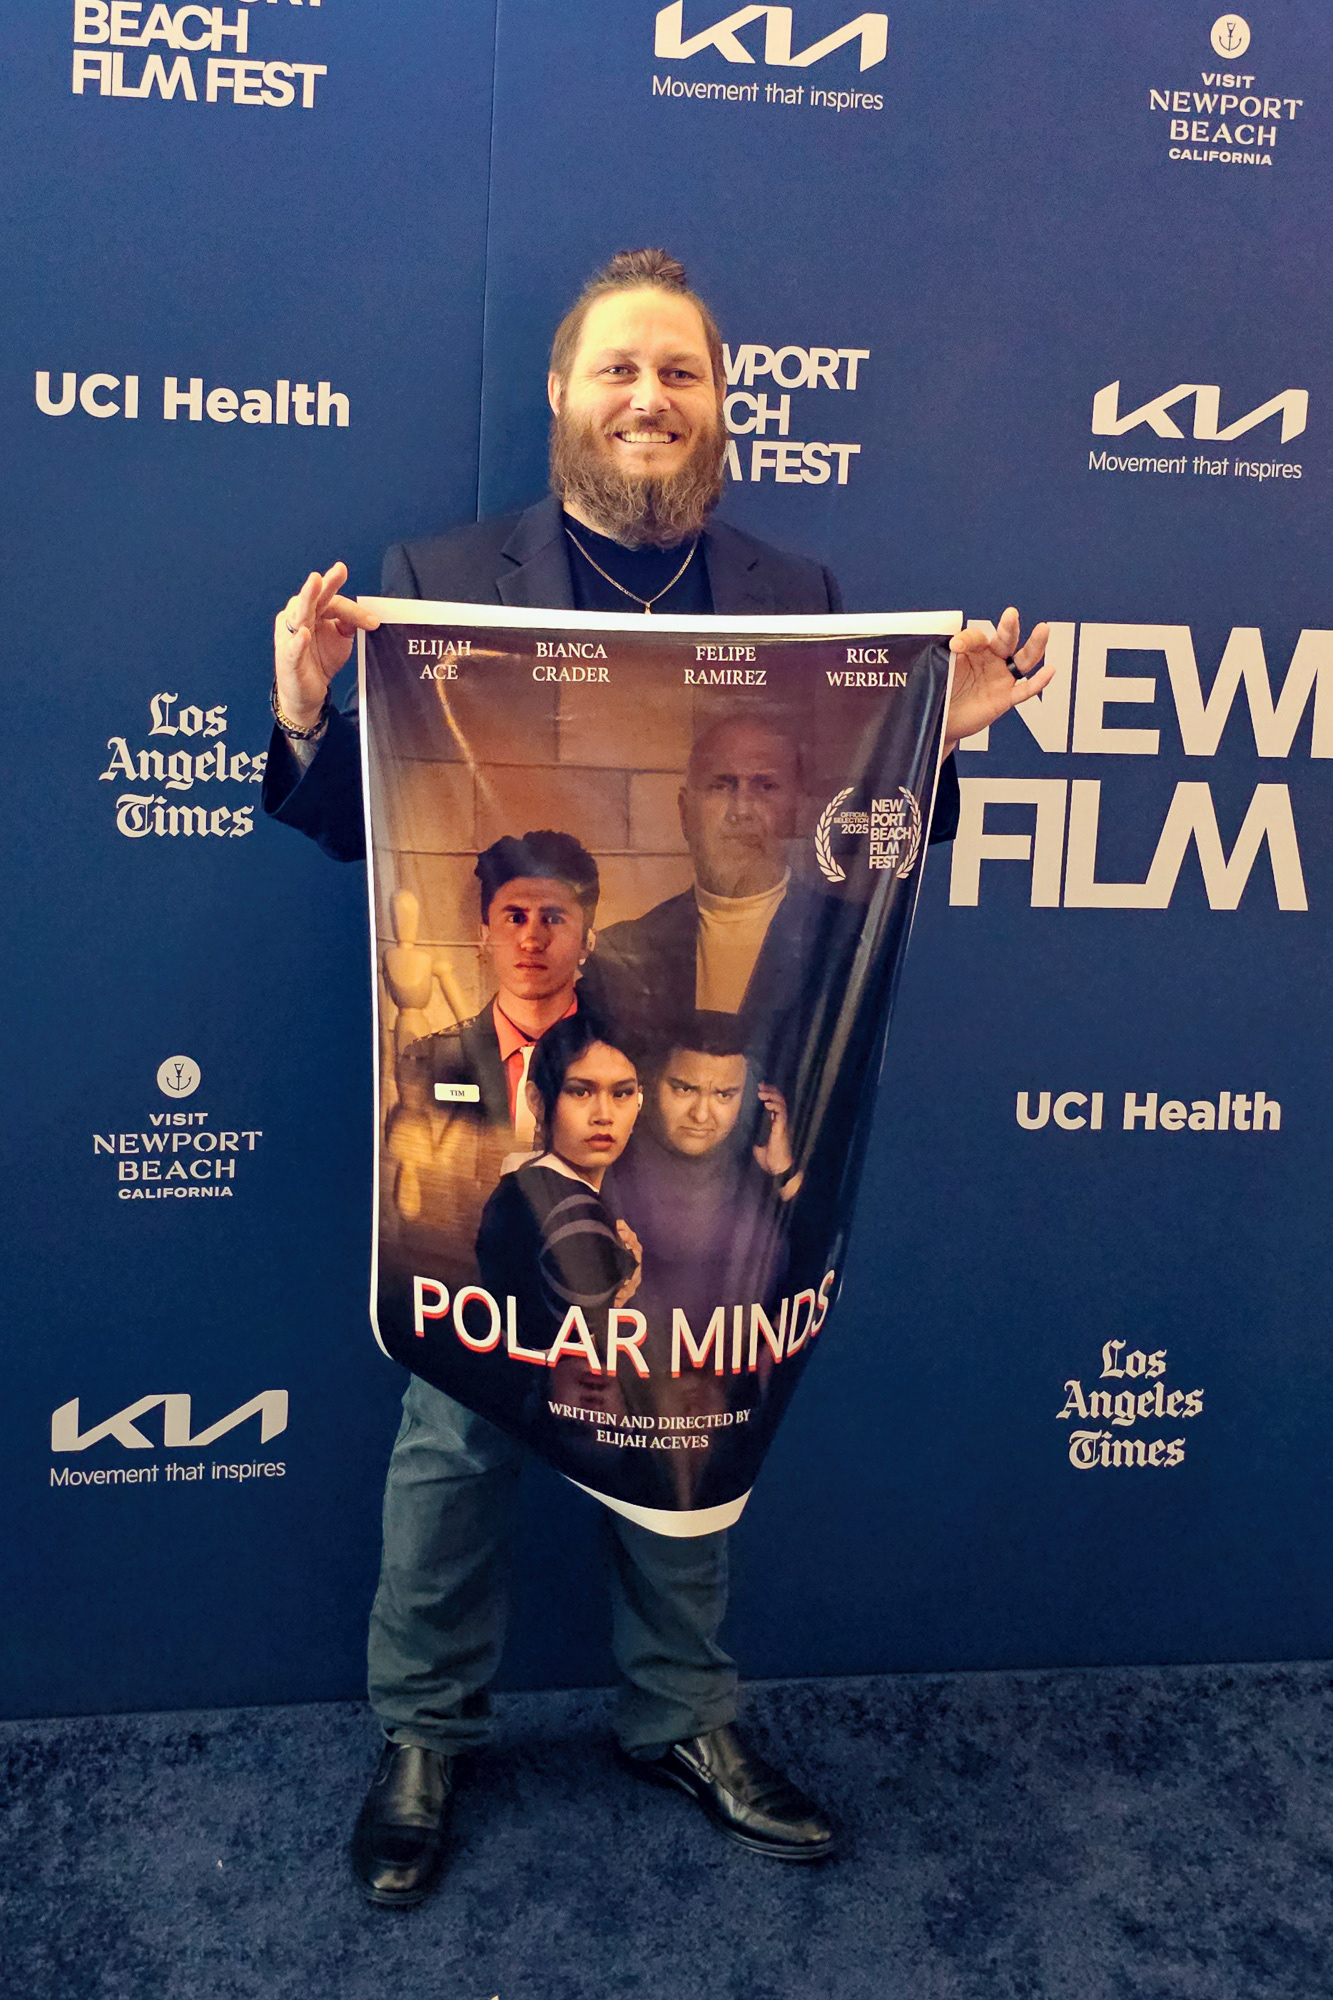 BEACH
FILM FEST
KIA
Movement that inspires
VISIT
NEWPORT
BEACH
CALIFORNIA
UCI Health
WPORT
CH
FEST
KIA
Movement that inspires
Los
Angeles
Times
NEW
FILM
ELIJAH
ACE
BIANCA
CRADER
FELIPE
RAMIREZ
RICK
WERBLIN
OFFICIAL
SELECTION
2025
NEW
PORT
BEACH
FILM
FEST
TIM
POLAR MINDS
WRITTEN AND DIRECTED BY
ELIJAH ACEVES
VISIT
NEWPORT
BEACH
CALIFORNIA
UCI Health
KIA
Movement that inspires
Los
Angeles
Times